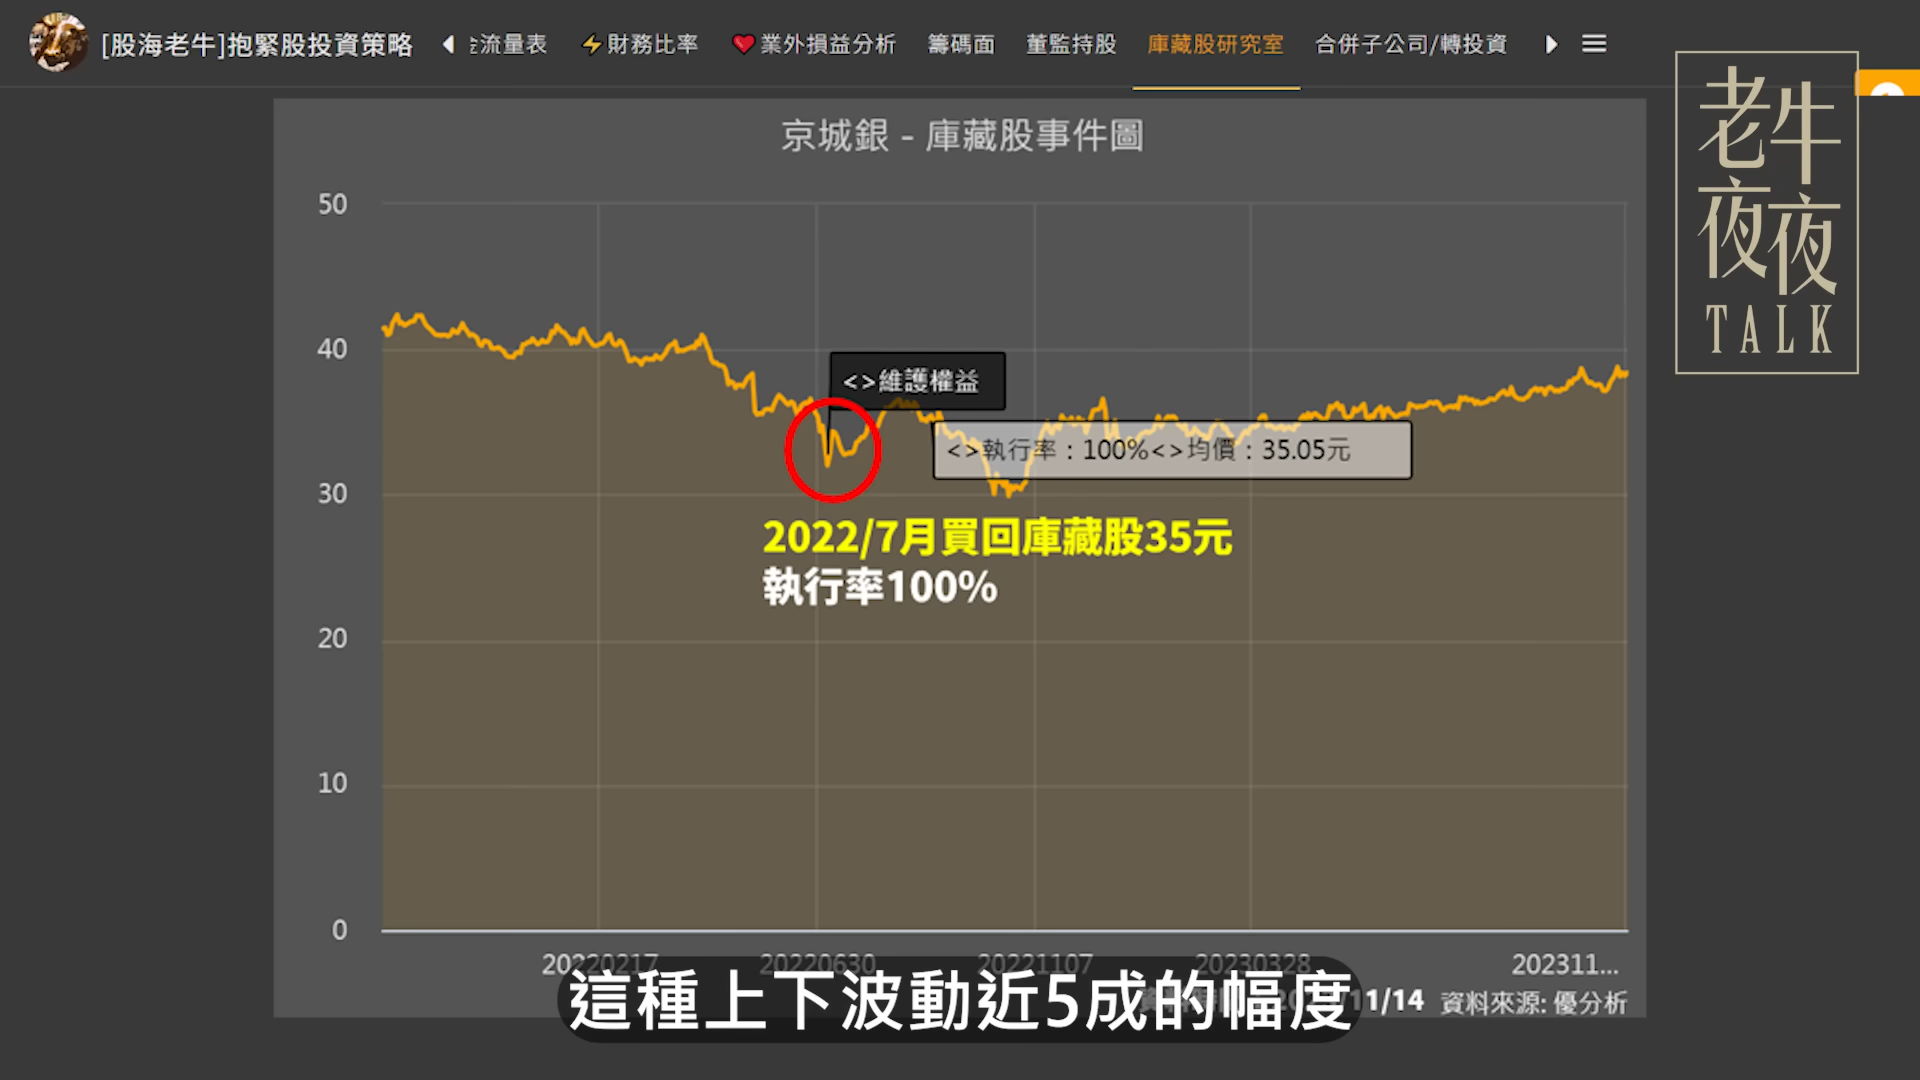 [股海老牛]抱緊股投資策略
流量表
財務比率
業外損益分析
籌碼面
董監持股
庫藏股研究室
合併子公司/轉投資
老牛
夜夜
TALK
京城銀 - 庫藏股事件圖
50
40
30
20
10
0
<>維護權益
<>執行率：100%<>均價：35.05元
2022/7月買回庫藏股35元
執行率100%
20220217
20220630
20221107
20230328
202311...
11/14
資料來源: 優分析
這種上下波動近5成的幅度